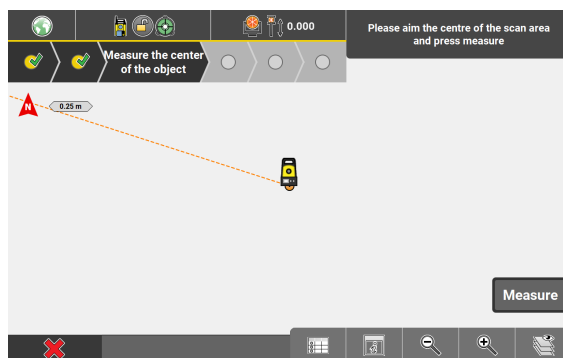 0.000
Please aim the centre of the scan area
and press measure
Measure the center
of the object
N
0.25 m
Measure